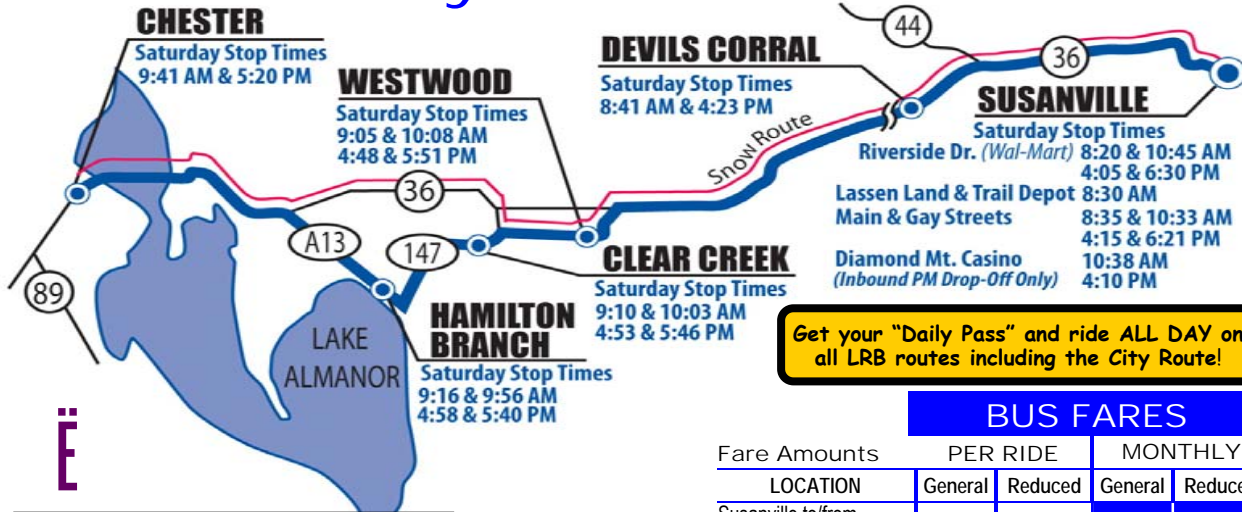 CHESTER
Saturday Stop Times
9:41 AM & 5:20 PM
WESTWOOD
Saturday Stop Times
9:05 & 10:08 AM
4:48 & 5:51 PM
DEVILS CORRAL
Saturday Stop Times
8:41 AM & 4:23 PM
44
36
SUSANVILLE
Saturday Stop Times
Riverside Dr. (Wal-Mart) 8:20 & 10:45 AM
4:05 & 6:30 PM
Lassen Land & Trail Depot 8:30 AM
Main & Gay Streets 8:35 & 10:33 AM
4:15 & 6:21 PM
Diamond Mt. Casino 10:38 AM
(Inbound PM Drop-Off Only) 4:10 PM
Snow Route
36
A13
147
89
CLEAR CREEK
Saturday Stop Times
9:10 & 10:03 AM
4:53 & 5:46 PM
HAMILTON
BRANCH
Saturday Stop Times
9:16 & 9:56 AM
4:58 & 5:40 PM
LAKE
ALMANOR
Get your “Daily Pass” and ride ALL DAY on
all LRB routes including the City Route!
Ë
BUS FARES
Fare Amounts PER RIDE MONTHLY
LOCATION General Reduced General Reduce
Susanville to/from